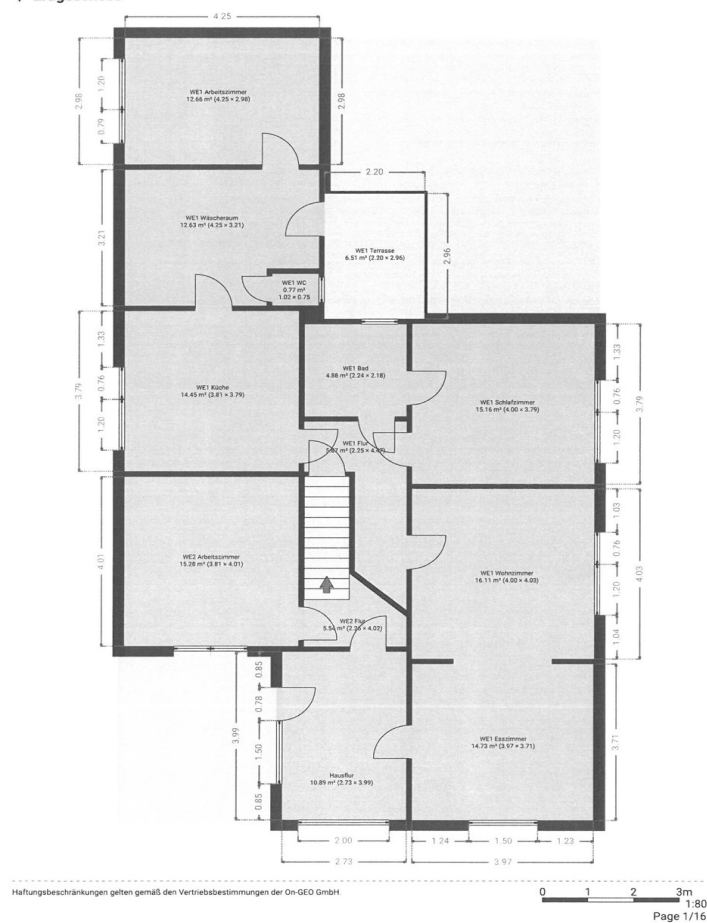 4.25
WE1 Arbeitszimmer
12.66 m² (4.25 × 2.98)
2.98
1.20
0.79
2.98
2.20
WE1 Wäscheraum
12.63 m² (4.25 × 3.21)
3.21
WE1 Terrasse
6.51 m² (2.20 × 2.96)
2.96
WE1 WC
0.77 m²
1.02 × 0.75
3.79
1.33
0.76
1.20
WE1 Küche
14.45 m² (3.81 × 3.79)
WE1 Bad
4.88 m² (2.24 × 2.18)
WE1 Schlafzimmer
15.16 m² (4.00 × 3.79)
1.33
0.76
1.20
3.79
WE1 Flur
(2.25 ×
4.01
WE2 Arbeitszimmer
15.28 m² (3.81 × 4.01)
WE1 Wohnzimmer
16.11 m² (4.00 × 4.03)
1.03
0.76
1.20
1.04
4.03
WE2 Flur
5.54 m² (2.26 × 4.02)
3.99
0.85
0.78
1.50
0.85
Hausflur
10.89 m² (2.73 × 3.99)
WE1 Esszimmer
14.73 m² (3.97 × 3.71)
3.71
2.00
2.73
1.24
1.50
1.23
3.97
Haftungsbeschränkungen gelten gemäß den Vertriebsbestimmungen der On-GEO GmbH.
0 1 2 3m
1:80
Page 1/16